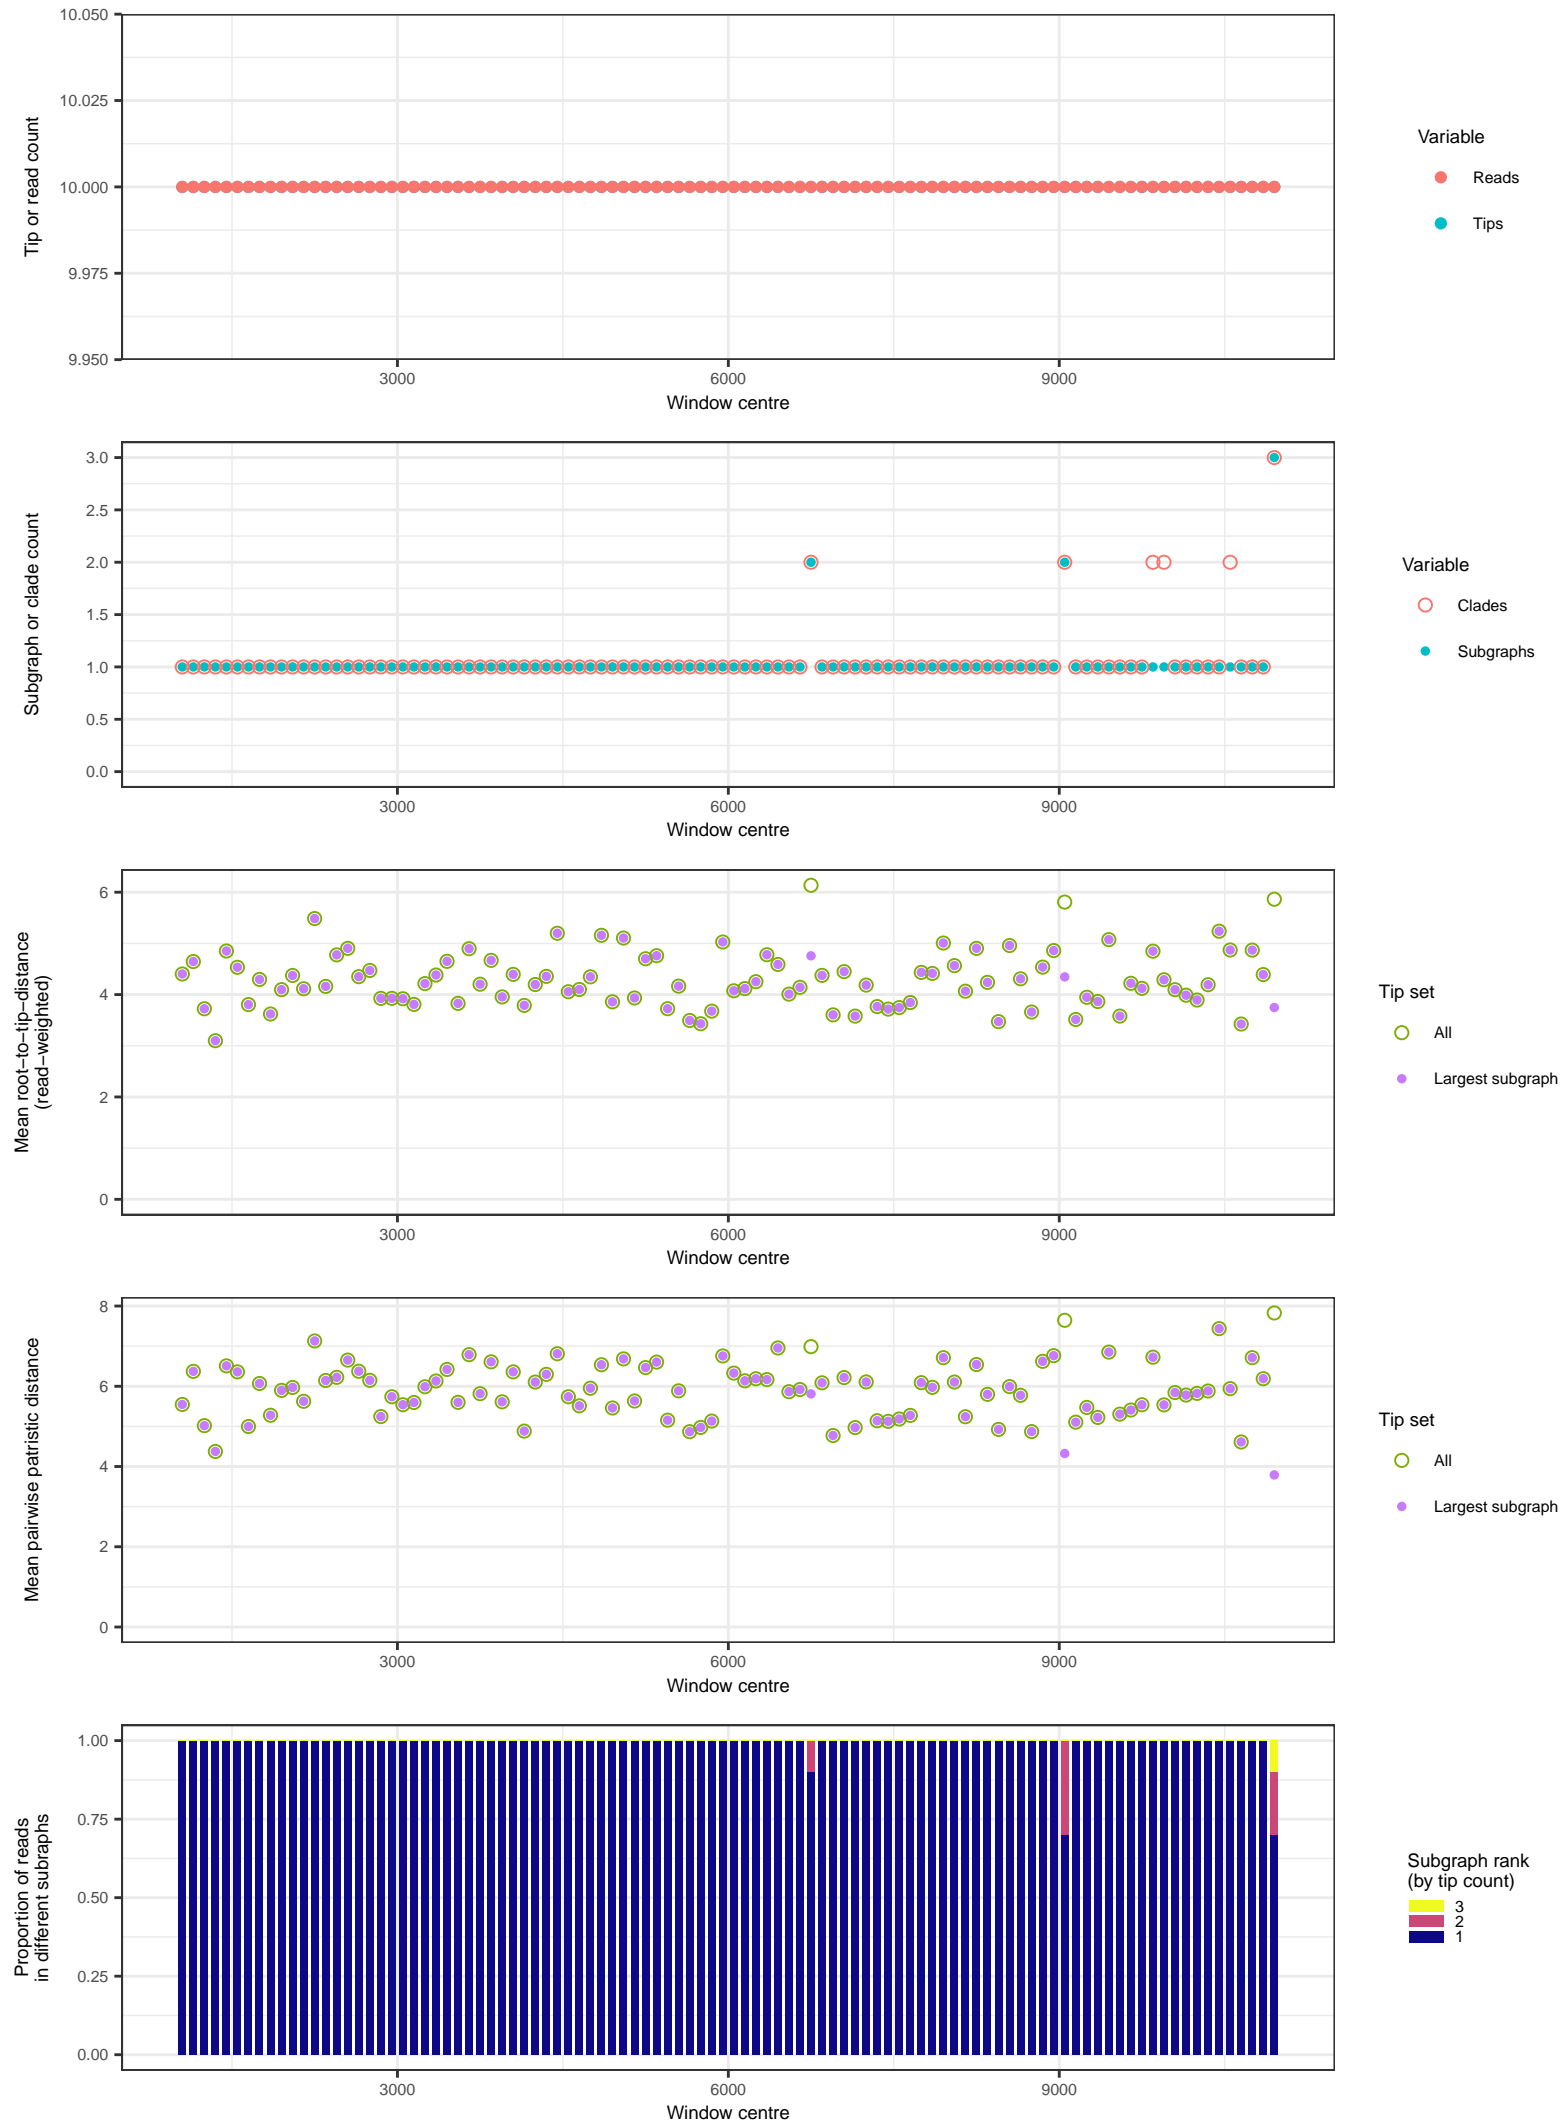 10.050
10.025
10.000
9.975
9.950
Tip or read count
3000 6000 9000
Window centre
Variable
Reads
Tips
3.0
2.5
2.0
1.5
1.0
0.5
0.0
Subgraph or clade count
3000 6000 9000
Window centre
Variable
Clades
Subgraphs
6
4
2
0
Mean root−to−tip−distance
(read−weighted)
3000 6000 9000
Window centre
Tip set
All
Largest subgraph
8
6
4
2
0
Mean pairwise patristic distance
3000 6000 9000
Window centre
Tip set
All
Largest subgraph
1.00
0.75
0.50
0.25
0.00
Proportion of reads
in different subraphs
3000 6000 9000
Window centre
Subgraph rank
(by tip count)
3
2
1